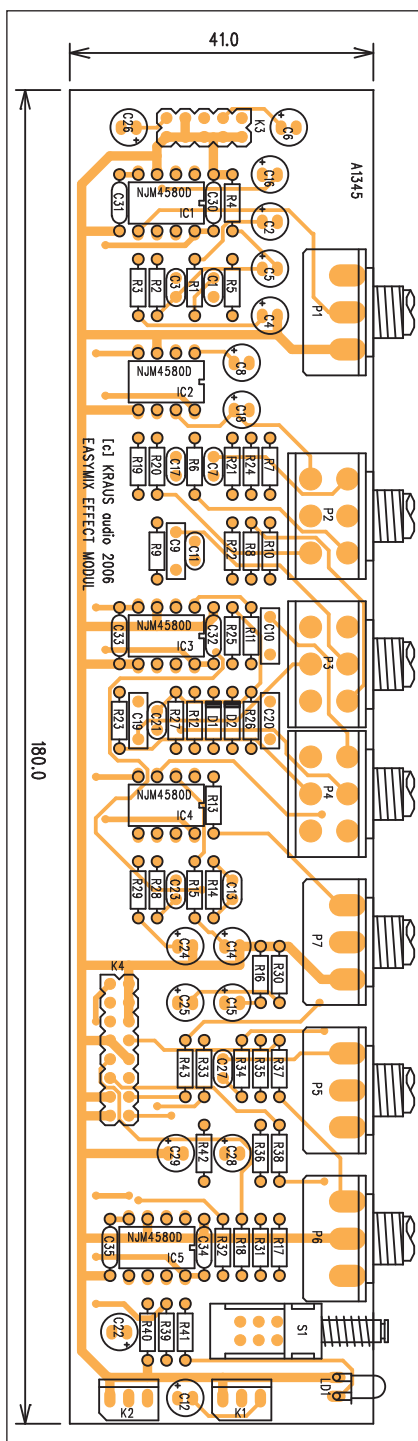 41.0
C26
K3
C6
A1345
C16
C31
NJM4580D
IC1
C30
R4
C2
C5
R3
R2
C3
R1
C1
R5
C4
P1
C8
NJM4580D
IC2
C18
[c] KRAUS audio 2006
EASYMIX EFFECT MODUL
R19
R20
C17
R6
C7
R21
R24
R7
P2
R9
C9
C11
R22
R8
R10
C33
NJM4580D
IC3
C32
R25
R11
C10
P3
180.0
R23
C19
C21
R27
R12
D1
D2
R26
C20
P4
NJM4580D
IC4
R13
R29
R28
C23
R15
R14
C13
P7
C24
C14
R16
R30
K4
C25
C15
R43
R33
C27
R34
R35
R37
P5
C29
R42
C28
R36
R38
P6
C35
NJM4580D
IC5
C34
R32
R18
R31
R17
C22
R40
R39
R41
S1
LD1
K2
C12
K1